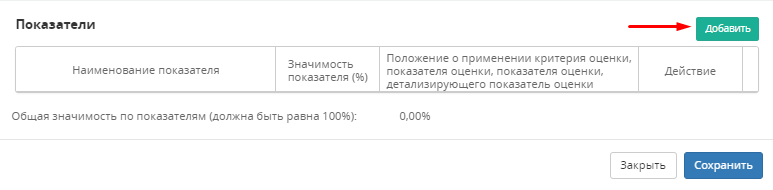 Показатели
Добавить
Наименование показателя
Значимость
показателя (%)
Положение о применении критерия оценки,
показателя оценки, показателя оценки,
детализирующего показатель оценки
Действие
Общая значимость по показателям (должна быть равна 100%): 0,00%
Закрыть
Сохранить